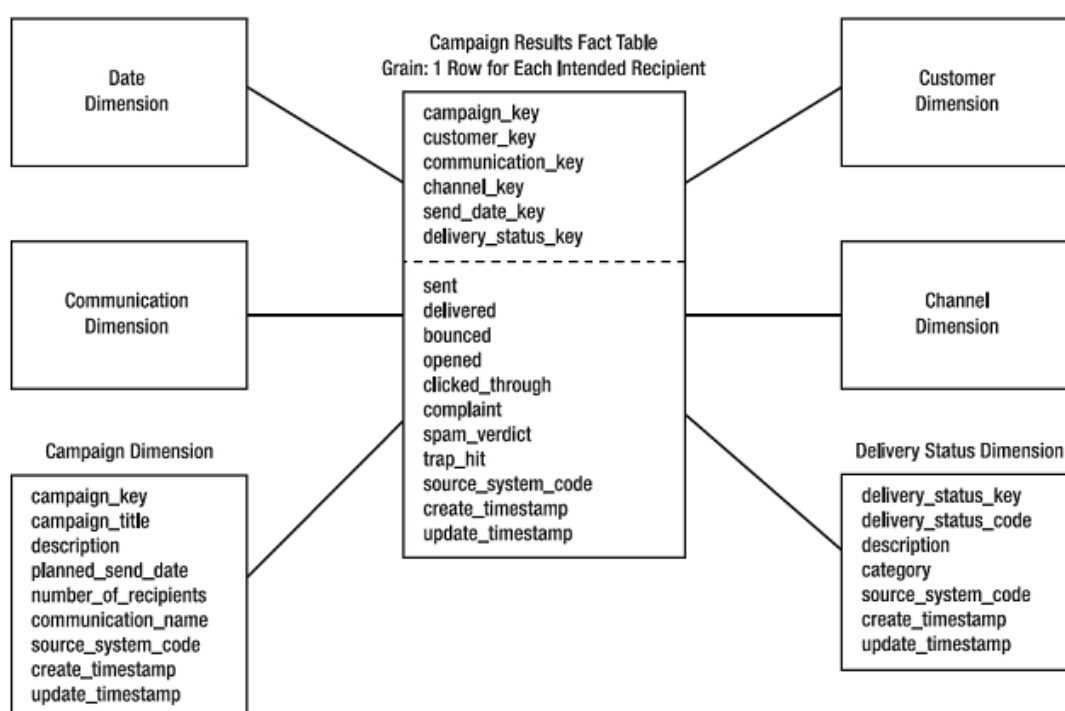 Date
Dimension
Campaign Results Fact Table
Grain: 1 Row for Each Intended Recipient
campaign_key
customer_key
communication_key
channel_key
send_date_key
delivery_status_key
sent
delivered
bounced
opened
clicked_through
complaint
spam_verdict
trap_hit
source_system_code
create_timestamp
update_timestamp
Customer
Dimension
Communication
Dimension
Channel
Dimension
Campaign Dimension
campaign_key
campaign_title
description
planned_send_date
number_of_recipients
communication_name
source_system_code
create_timestamp
update_timestamp
Delivery Status Dimension
delivery_status_key
delivery_status_code
description
category
source_system_code
create_timestamp
update_timestamp